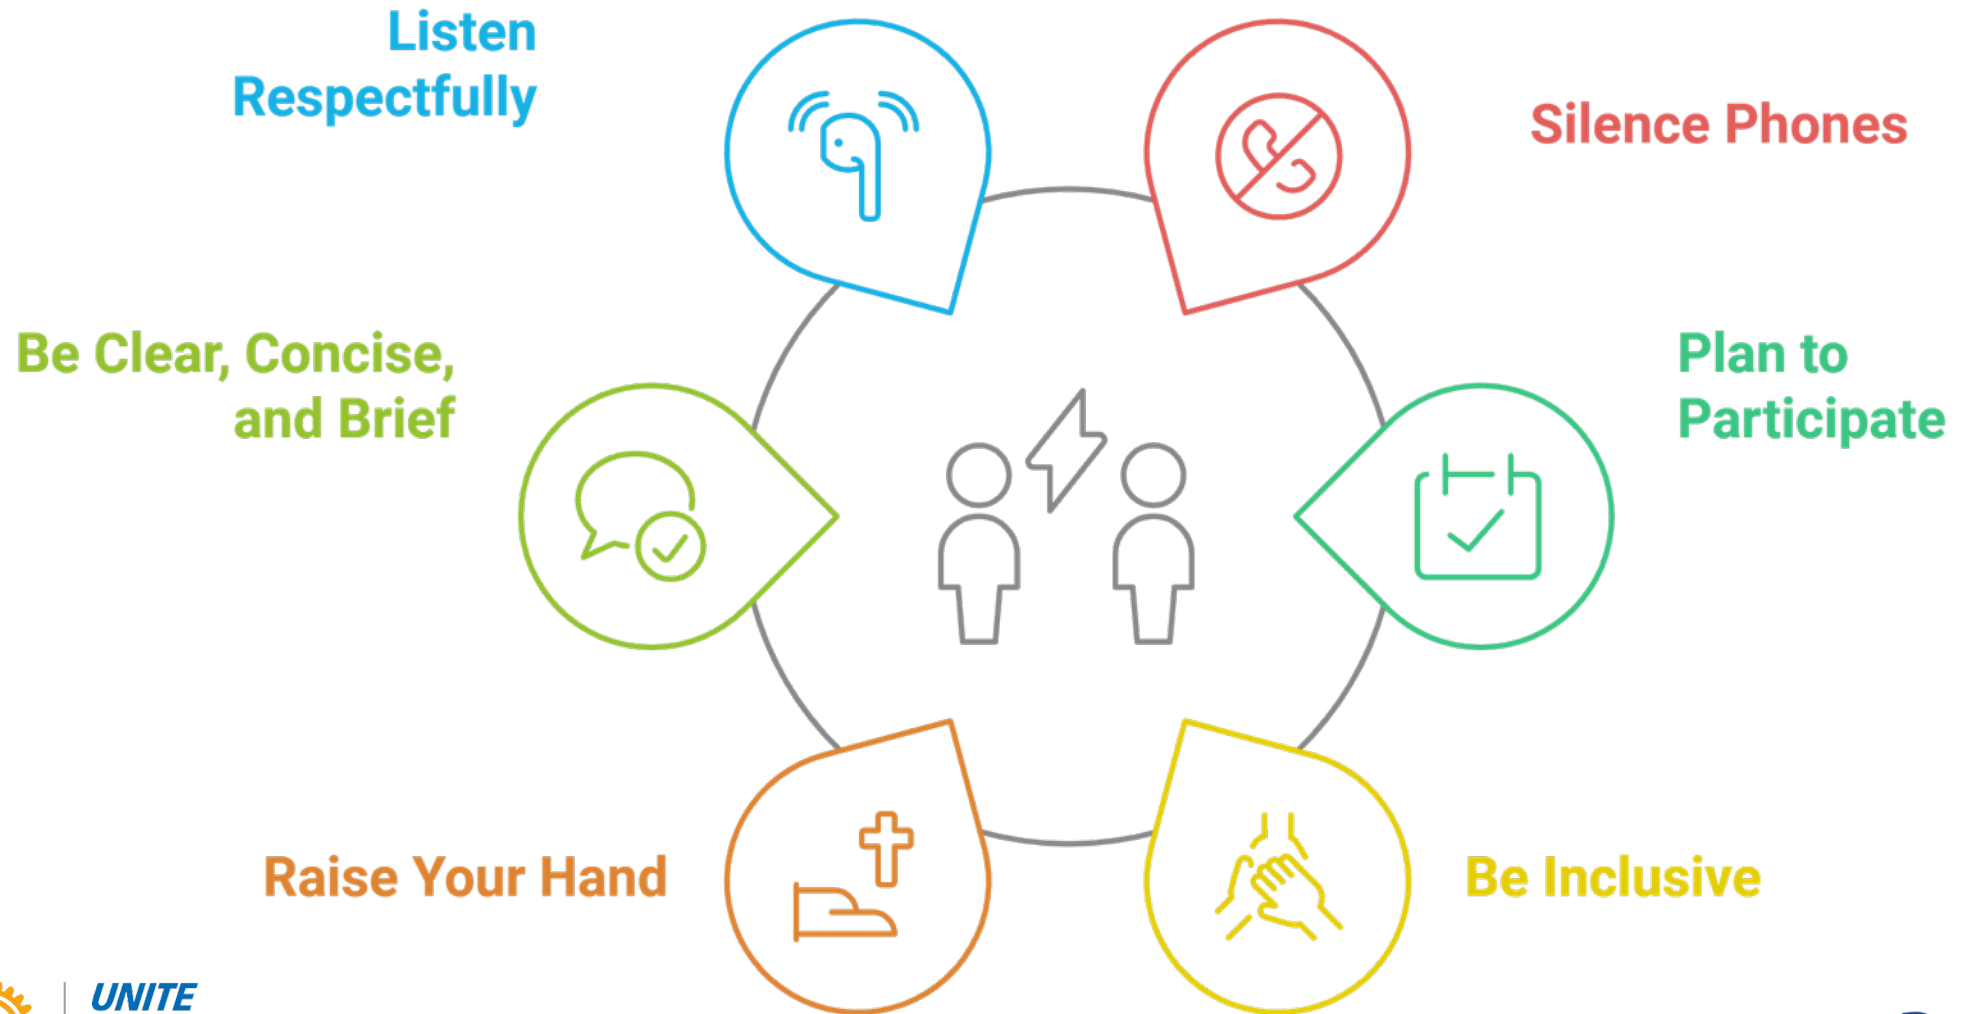 Listen
Respectfully
Silence Phones
Be Clear, Concise,
and Brief
Plan to
Participate
Raise Your Hand
Be Inclusive
UNITE